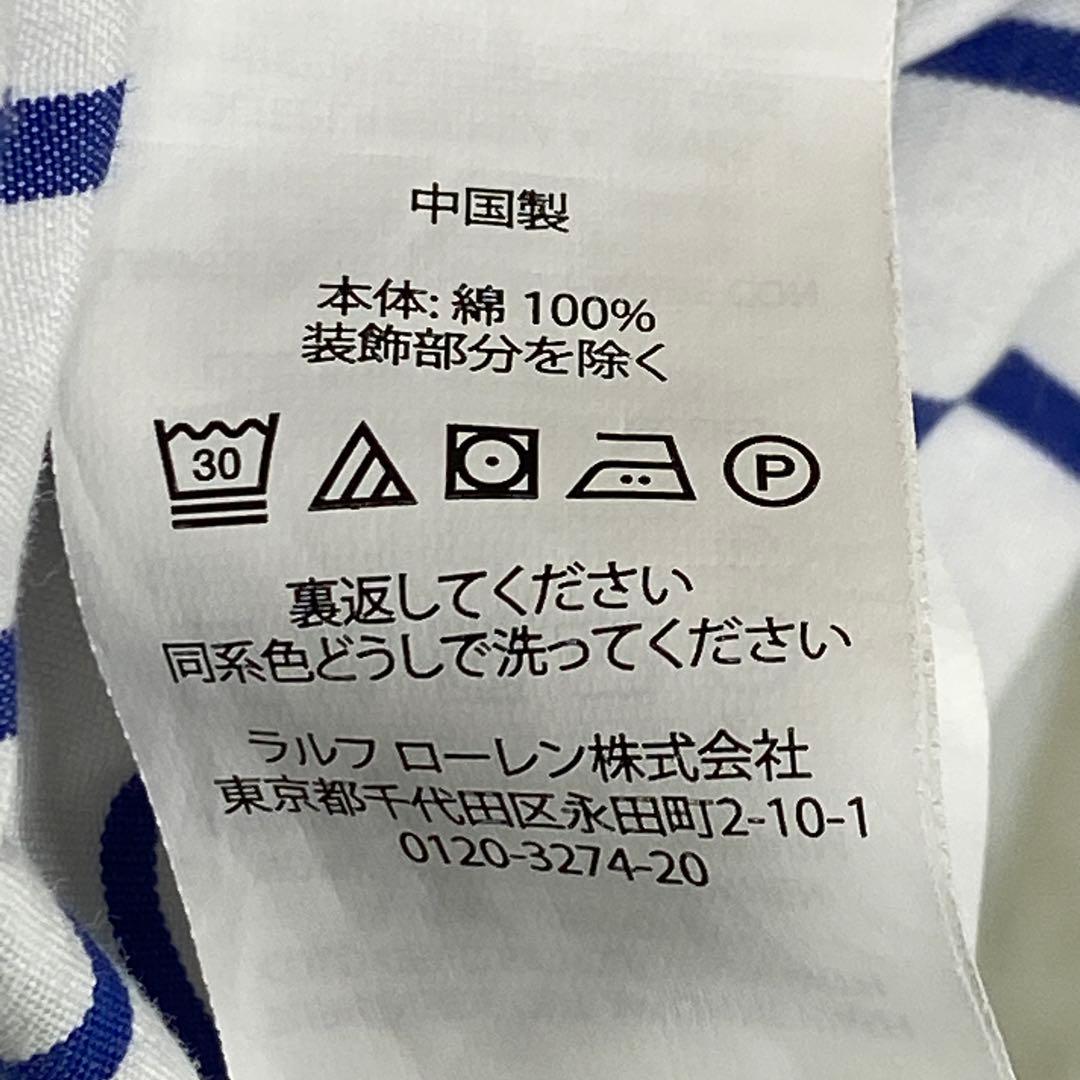 中国製
本体: 綿 100%
装飾部分を除く
30
P
裏返してください
同系色どうしで洗ってください
ラルフ ローレン株式会社
東京都千代田区永田町2-10-1
0120-3274-20